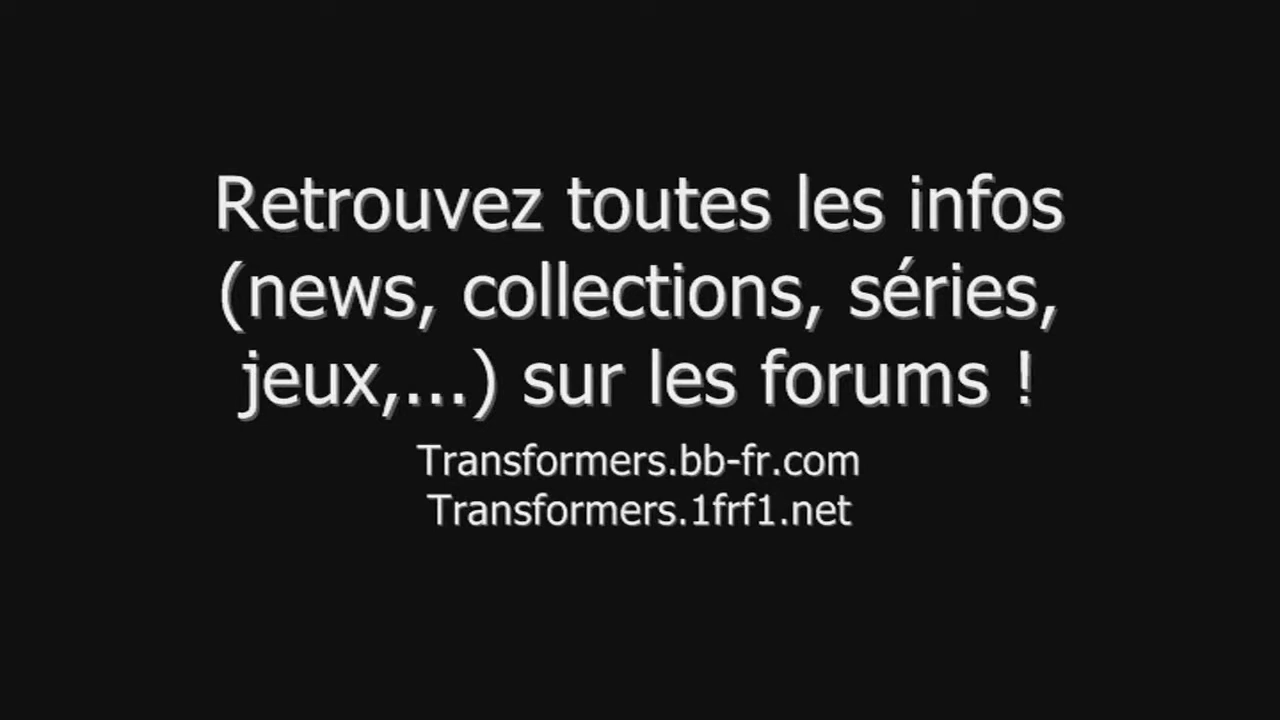 Retrouvez toutes les infos
(news, collections, séries,
jeux,...) sur les forums !
Transformers.bb-fr.com
Transformers.1frf1.net